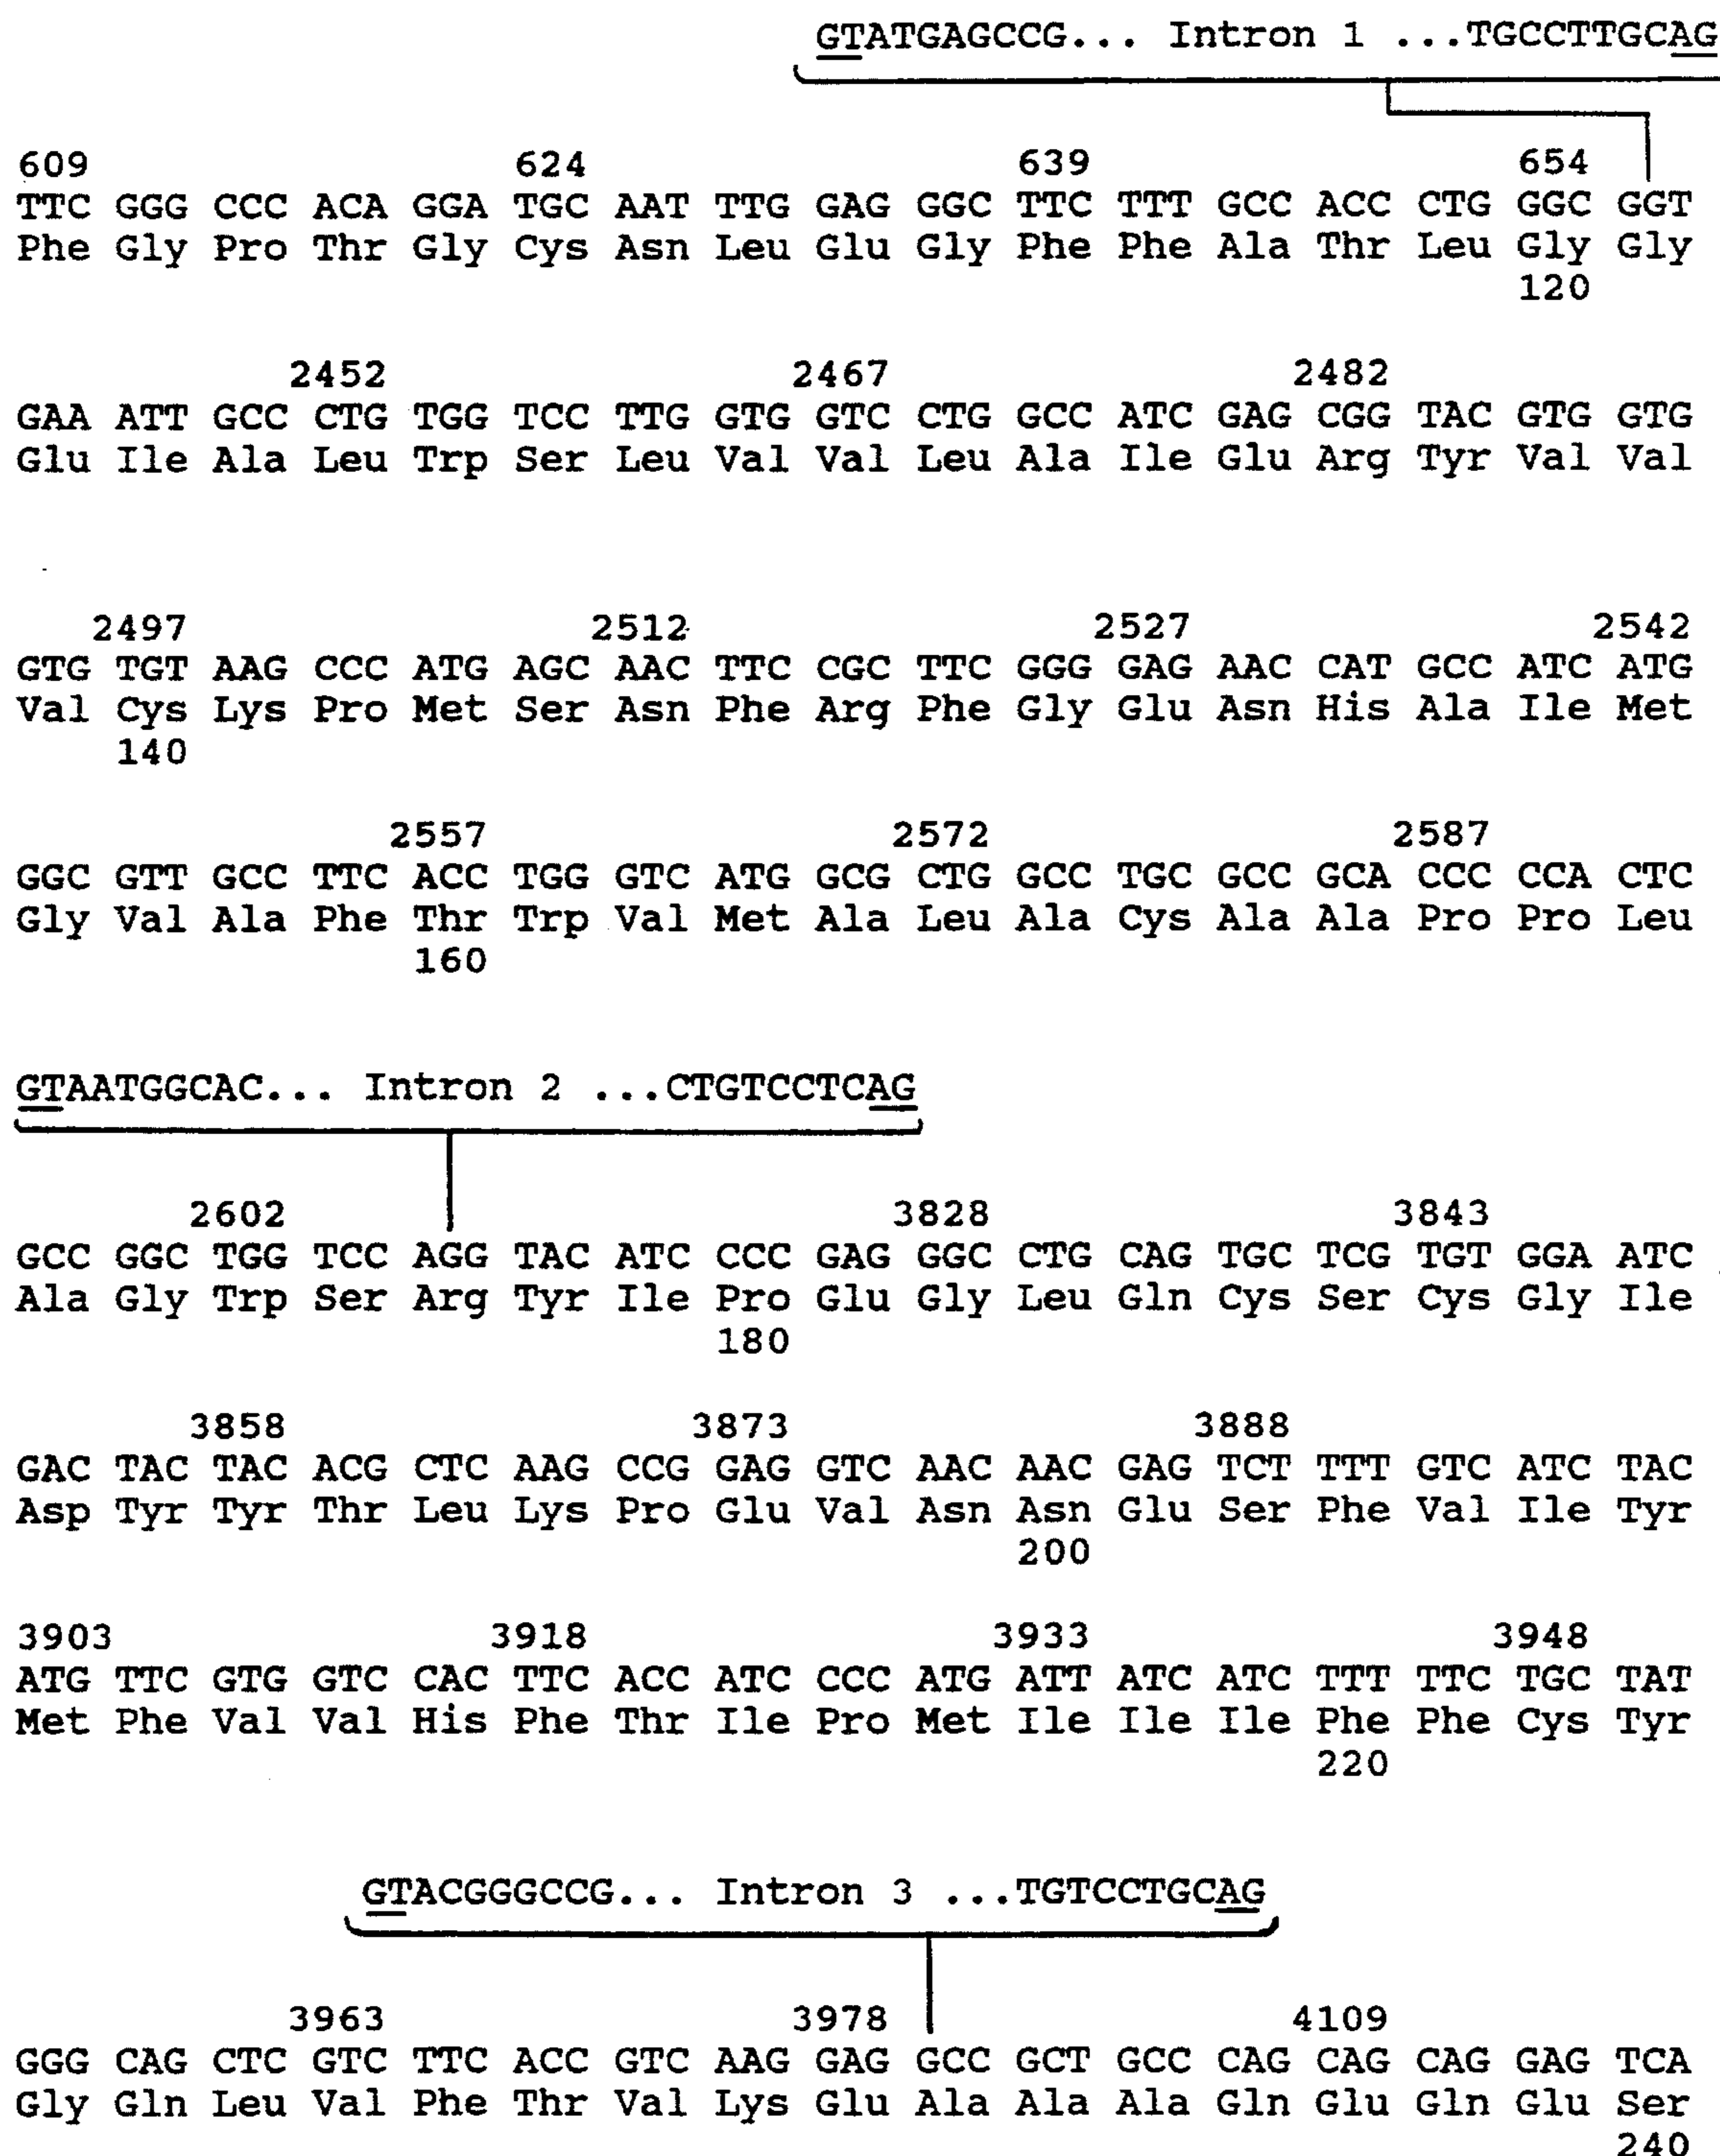 GTATGAGCCG... Intron 1 ...TGCCTTGCAG
609 624 639 654
TTC GGG CCC ACA GGA TGC AAT TTG GAG GGC TTC TTT GCC ACC CTG GGC GGT
Phe Gly Pro Thr Gly Cys Asn Leu Glu Gly Phe Phe Ala Thr Leu Gly Gly
120
2452 2467 2482
GAA ATT GCC CTG TGG TCC TTG GTG GTC CTG GCC ATC GAG CGG TAC GTG GTG
Glu Ile Ala Leu Trp Ser Leu Val Val Leu Ala Ile Glu Arg Tyr Val Val
2497 2512 2527 2542
GTG TGT AAG CCC ATG AGC AAC TTC CGC TTC GGG GAG AAC CAT GCC ATC ATG
Val Cys Lys Pro Met Ser Asn Phe Arg Phe Gly Glu Asn His Ala Ile Met
140
2557 2572 2587
GGC GTT GCC TTC ACC TGG GTC ATG GCG CTG GCC TGC GCC GCA CCC CCA CTC
Gly Val Ala Phe Thr Trp Val Met Ala Leu Ala Cys Ala Ala Pro Pro Leu
160
GTAATGGCAC... Intron 2 ...CTGTCCTCAG
2602 3828 3843
GCC GGC TGG TCC AGG TAC ATC CCC GAG GGC CTG CAG TGC TCG TGT GGA ATC
Ala Gly Trp Ser Arg Tyr Ile Pro Glu Gly Leu Gln Cys Ser Cys Gly Ile
180
3858 3873 3888
GAC TAC TAC ACG CTC AAG CCG GAG GTC AAC AAC GAG TCT TTT GTC ATC TAC
Asp Tyr Tyr Thr Leu Lys Pro Glu Val Asn Asn Glu Ser Phe Val Ile Tyr
200
3903 3918 3933 3948
ATG TTC GTG GTC CAC TTC ACC ATC CCC ATG ATT ATC ATC TTT TTC TGC TAT
Met Phe Val Val His Phe Thr Ile Pro Met Ile Ile Ile Phe Phe Cys Tyr
220
GTACGGGCCG... Intron 3 ...TGTCCTGCAG
3963 3978 4109
GGG CAG CTC GTC TTC ACC GTC AAG GAG GCC GCT GCC CAG CAG CAG GAG TCA
Gly Gln Leu Val Phe Thr Val Lys Glu Ala Ala Ala Gln Glu Gln Glu Ser
240